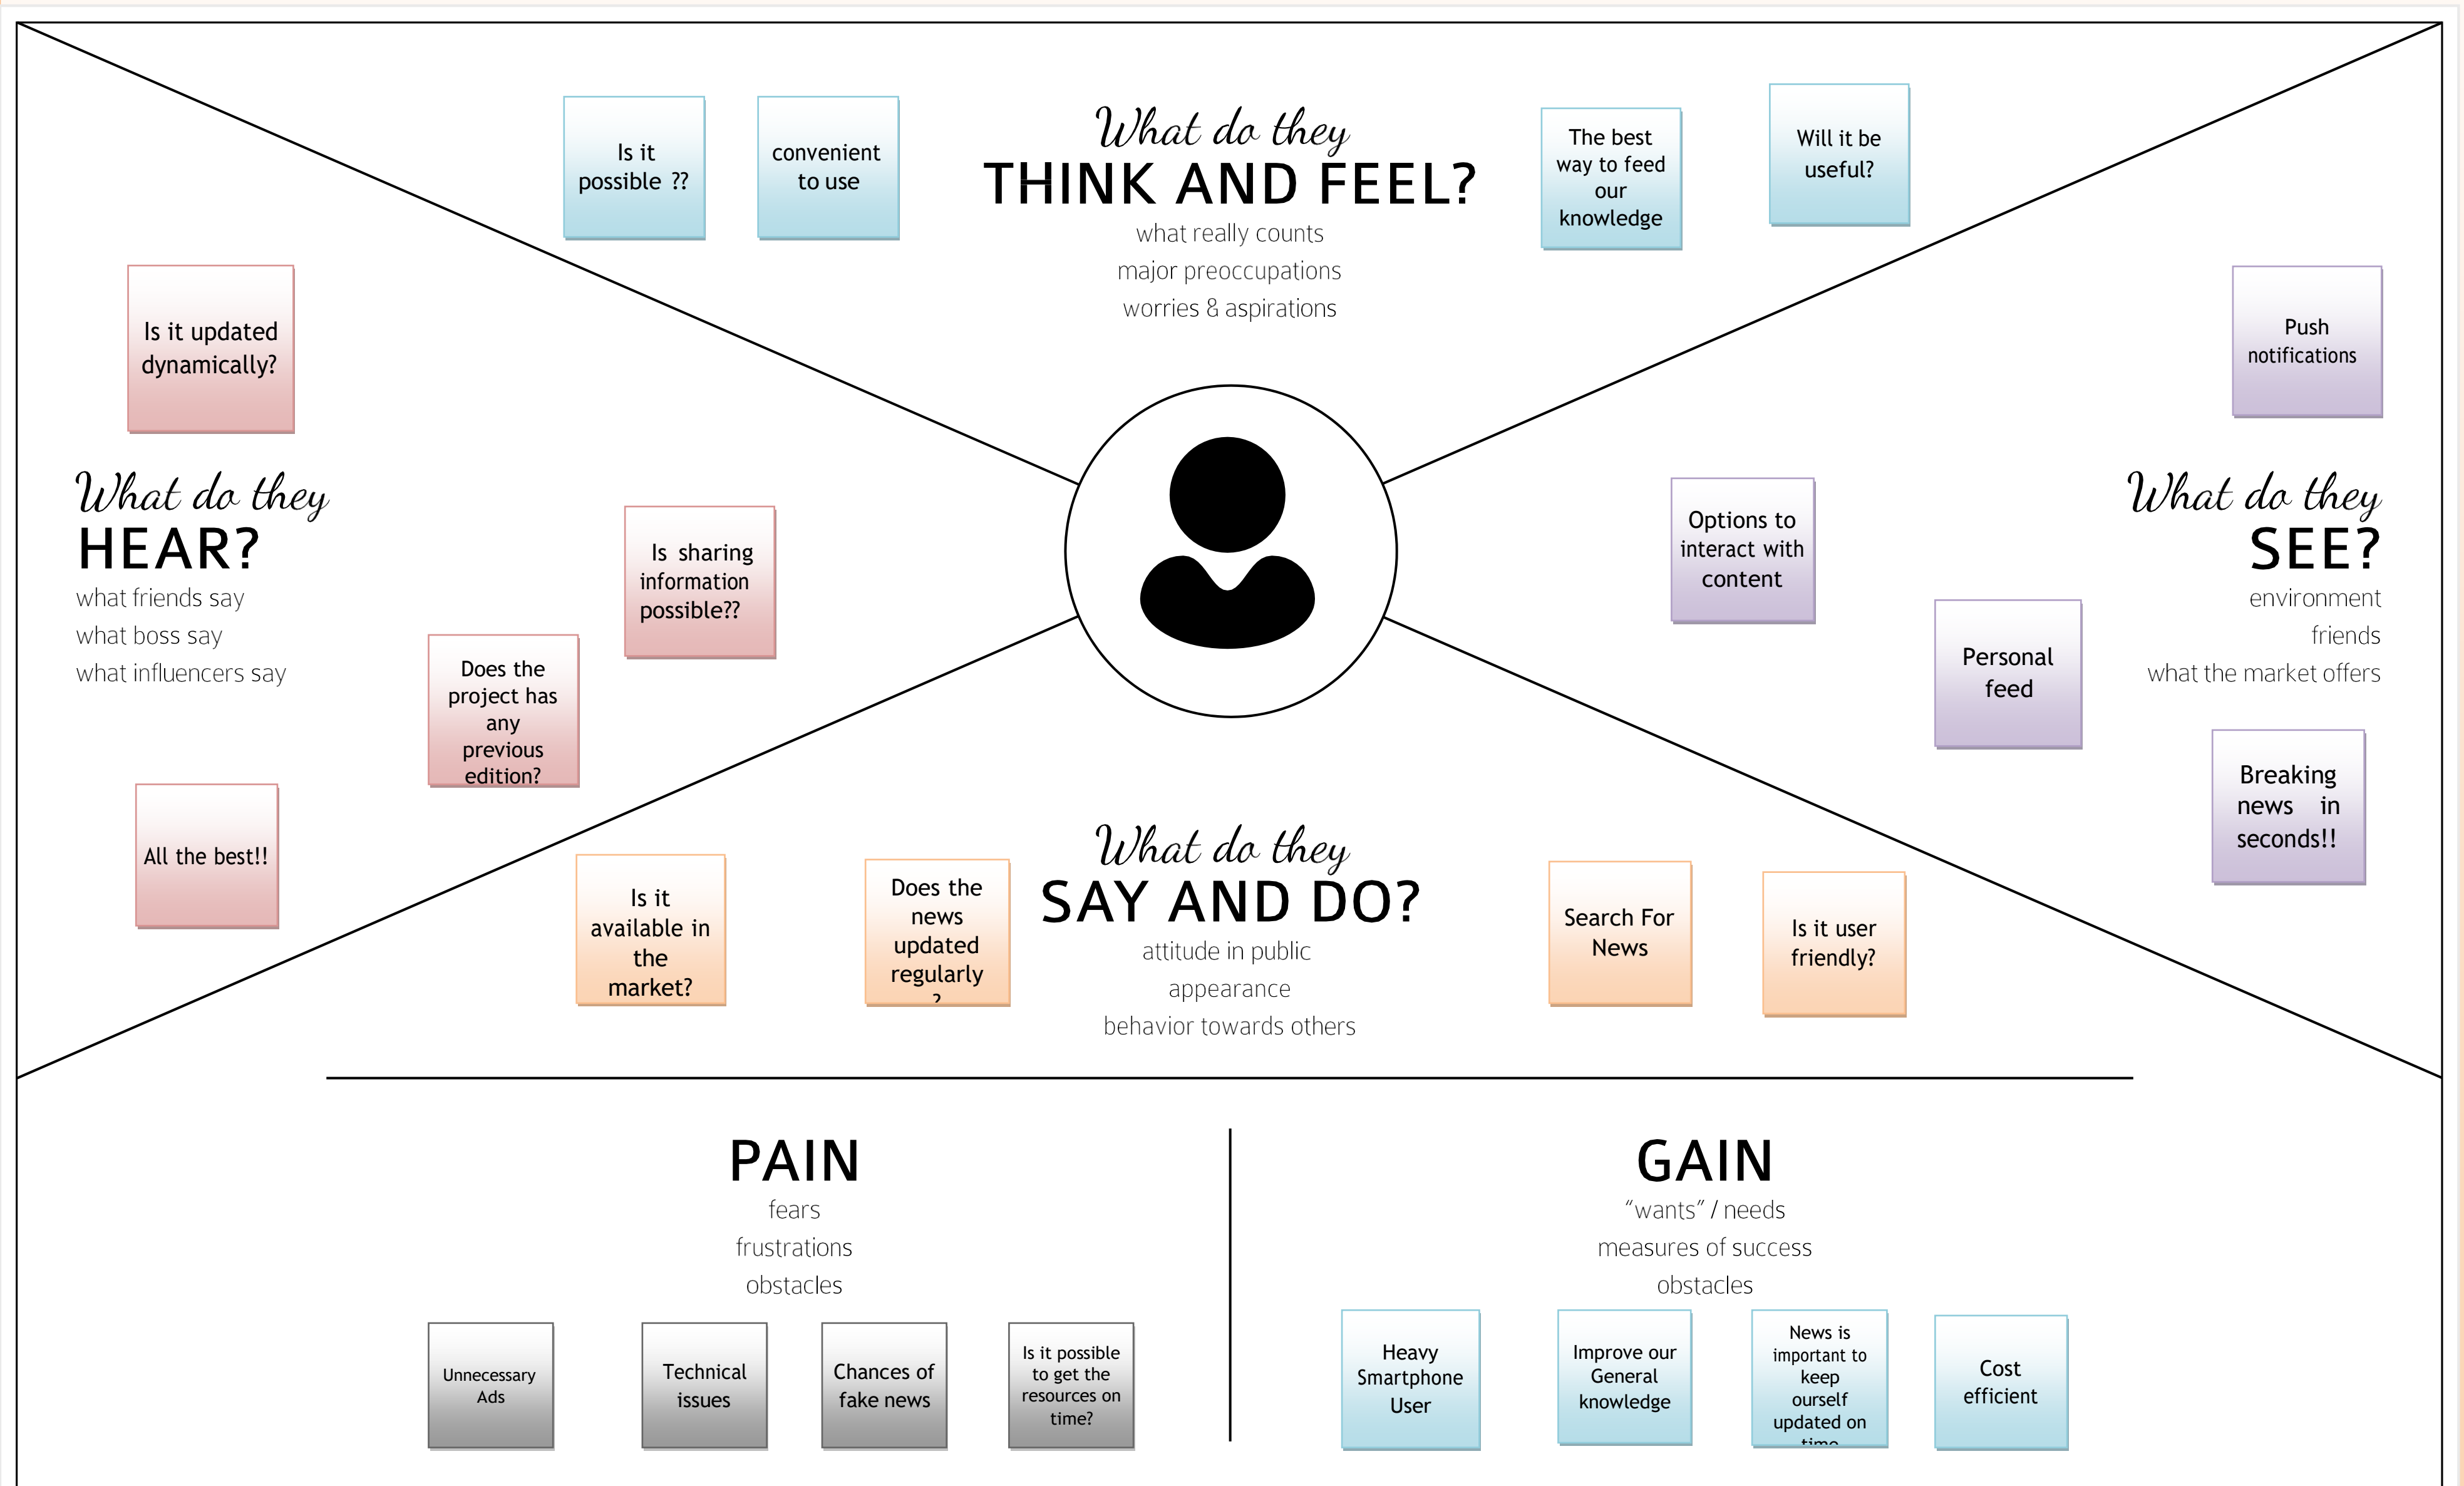 What do they
THINK AND FEEL?
what really counts
major preoccupations
worries & aspirations
Is it
possible ??
convenient
to use
The best
way to feed
our
knowledge
Will it be
useful?
What do they
HEAR?
what friends say
what boss say
what influencers say
Is it updated
dynamically?
Is sharing
information
possible??
Does the
project has
any
previous
edition?
All the best!!
What do they
SEE?
environment
friends
what the market offers
Push
notifications
Options to
interact with
content
Personal
feed
Breaking
news in
seconds!!
What do they
SAY AND DO?
attitude in public
appearance
behavior towards others
Is it
available in
the
market?
Does the
news
updated
regularly
?
Search For
News
Is it user
friendly?
PAIN
fears
frustrations
obstacles
Unnecessary
Ads
Technical
issues
Chances of
fake news
Is it possible
to get the
resources on
time?
GAIN
“wants” / needs
measures of success
obstacles
Heavy
Smartphone
User
Improve our
General
knowledge
News is
important to
keep
ourself
updated on
time
Cost
efficient